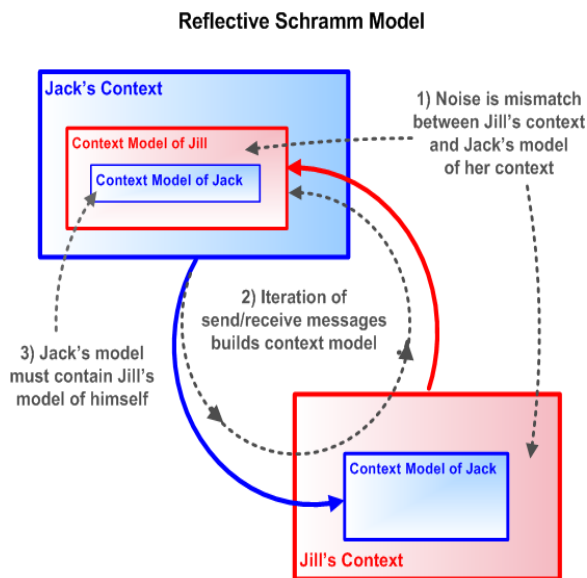 Reflective Schramm Model
Jack's Context
Context Model of Jill
Context Model of Jack
1) Noise is mismatch
between Jill's context
and Jack's model
of her context
2) Iteration of
send/receive messages
builds context model
3) Jack's model
must contain Jill's
model of himself
Context Model of Jack
Jill's Context